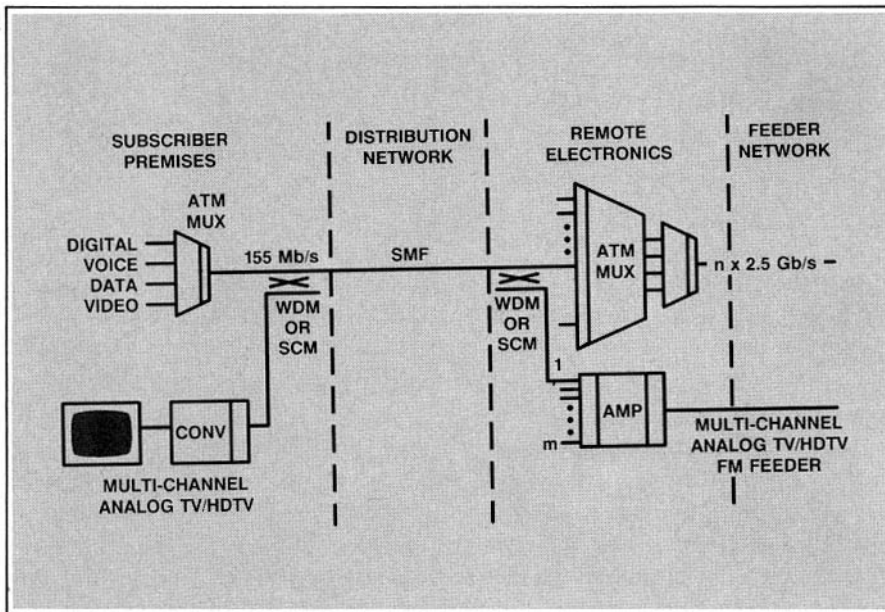 SUBSCRIBER
PREMISES
DISTRIBUTION
NETWORK
REMOTE
ELECTRONICS
FEEDER
NETWORK
ATM
MUX
DIGITAL
VOICE
DATA
VIDEO
155 Mb/s
SMF
WDM
OR
SCM
WDM
OR
SCM
ATM
MUX
n x 2.5 Gb/s
1
m
AMP
CONV
MULTI-CHANNEL
ANALOG TV/HDTV
MULTI-CHANNEL
ANALOG TV/HDTV
FM FEEDER